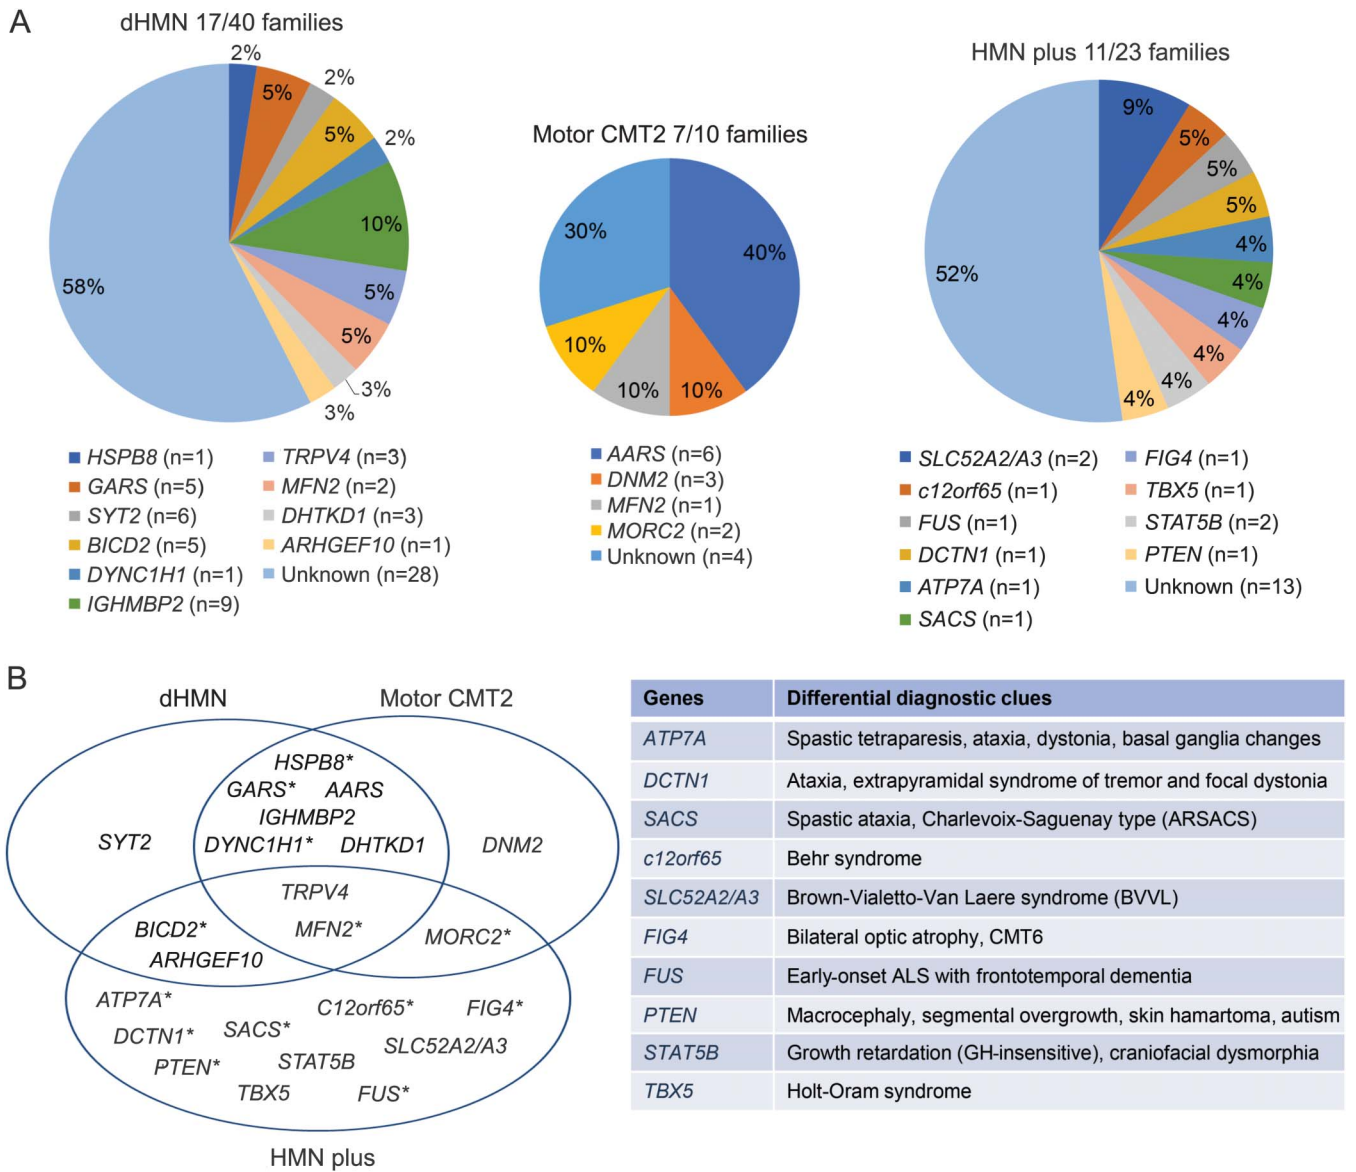 A
dHMN 17/40 families
2%
5%
2%
5%
2%
10%
5%
5%
3%
3%
58%
HSPB8 (n=1)
GARS (n=5)
SYT2 (n=6)
BICD2 (n=5)
DYNC1H1 (n=1)
IGHMBP2 (n=9)
TRPV4 (n=3)
MFN2 (n=2)
DHTKD1 (n=3)
ARHGEF10 (n=1)
Unknown (n=28)
Motor CMT2 7/10 families
40%
10%
10%
10%
30%
AARS (n=6)
DNM2 (n=3)
MFN2 (n=1)
MORC2 (n=2)
Unknown (n=4)
HMN plus 11/23 families
9%
5%
5%
5%
4%
4%
4%
4%
4%
4%
52%
SLC52A2/A3 (n=2)
c12orf65 (n=1)
FUS (n=1)
DCTN1 (n=1)
ATP7A (n=1)
SACS (n=1)
FIG4 (n=1)
TBX5 (n=1)
STAT5B (n=2)
PTEN (n=1)
Unknown (n=13)
B
dHMN
Motor CMT2
HSPB8*
GARS* AARS
IGHMBP2
DYNC1H1* DHTKD1
SYT2
DNM2
TRPV4
MFN2*
BICD2*
ARHGEF10
MORC2*
ATP7A*
C12orf65*
FIG4*
DCTN1*
SACS*
SLC52A2/A3
PTEN*
STAT5B
TBX5
FUS*
HMN plus
Genes Differential diagnostic clues
ATP7A Spastic tetraparesis, ataxia, dystonia, basal ganglia changes
DCTN1 Ataxia, extrapyramidal syndrome of tremor and focal dystonia
SACS Spastic ataxia, Charlevoix-Saguenay type (ARSACS)
c12orf65 Behr syndrome
SLC52A2/A3 Brown-Vialetto-Van Laere syndrome (BVVL)
FIG4 Bilateral optic atrophy, CMT6
FUS Early-onset ALS with frontotemporal dementia
PTEN Macrocephaly, segmental overgrowth, skin hamartoma, autism
STAT5B Growth retardation (GH-insensitive), craniofacial dysmorphia
TBX5 Holt-Oram syndrome